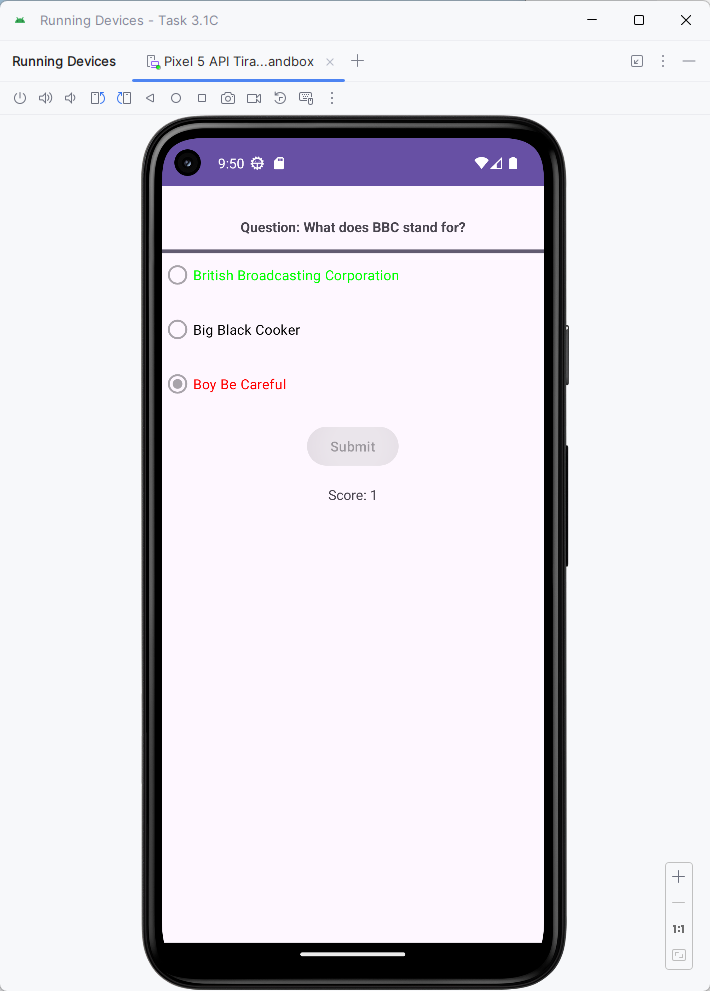 Running Devices - Task 3.1C
Running Devices
Pixel 5 API Tira...andbox
9:50
Question: What does BBC stand for?
British Broadcasting Corporation
Big Black Cooker
Boy Be Careful
Submit
Score: 1
1:1